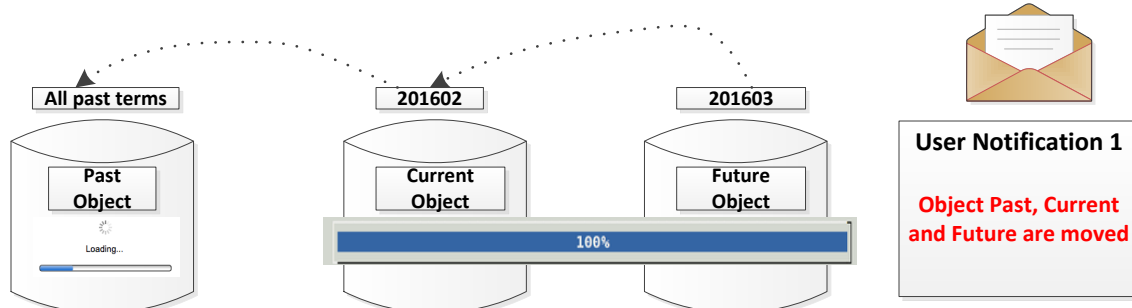 All past terms
201602
201603
Past
Object
Current
Object
Future
Object
Loading...
100%
User Notification 1
Object Past, Current
and Future are moved